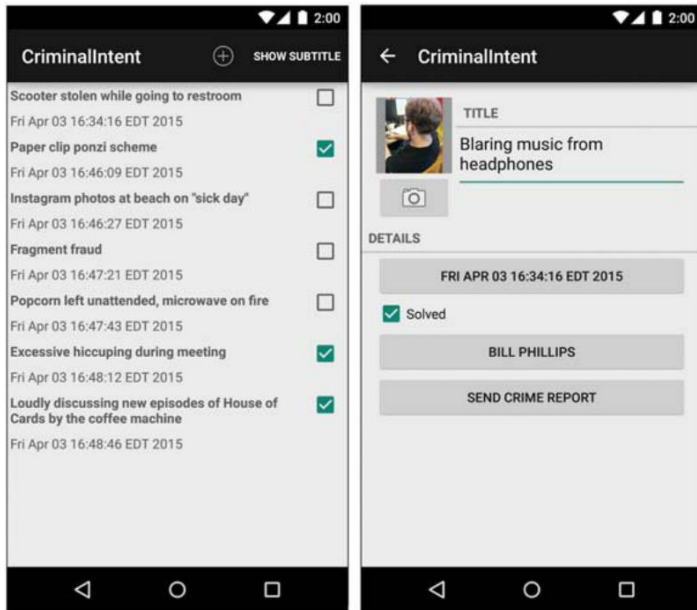 2:00
CriminalIntent SHOW SUBTITLE
Scooter stolen while going to restroom
Fri Apr 03 16:34:16 EDT 2015
Paper clip ponzi scheme
Fri Apr 03 16:46:09 EDT 2015
Instagram photos at beach on "sick day"
Fri Apr 03 16:46:27 EDT 2015
Fragment fraud
Fri Apr 03 16:47:21 EDT 2015
Popcorn left unattended, microwave on fire
Fri Apr 03 16:47:43 EDT 2015
Excessive hiccuping during meeting
Fri Apr 03 16:48:12 EDT 2015
Loudly discussing new episodes of House of
Cards by the coffee machine
Fri Apr 03 16:48:46 EDT 2015
2:00
CriminalIntent
TITLE
Blaring music from
headphones
DETAILS
FRI APR 03 16:34:16 EDT 2015
Solved
BILL PHILLIPS
SEND CRIME REPORT